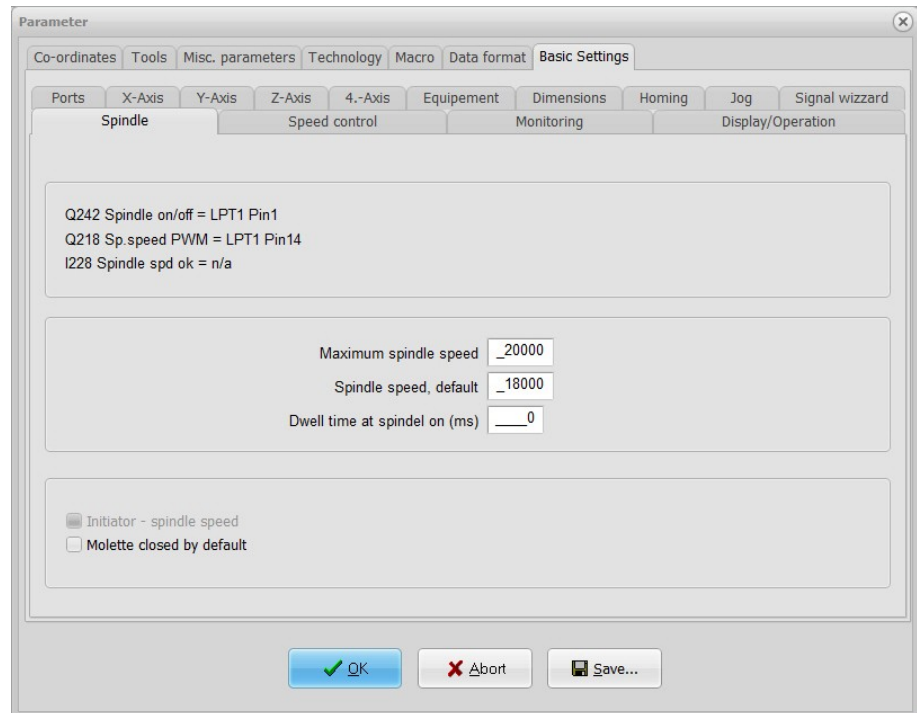 Parameter
Co-ordinates Tools Misc. parameters Technology Macro Data format Basic Settings
Ports X-Axis Y-Axis Z-Axis 4.-Axis Equipement Dimensions Homing Jog Signal wizzard
Spindle Speed control Monitoring Display/Operation
Q242 Spindle on/off = LPT1 Pin1
Q218 Sp.speed PWM = LPT1 Pin14
I228 Spindle spd ok = n/a
Maximum spindle speed _20000
Spindle speed, default _18000
Dwell time at spindel on (ms) ____0
Initiator - spindle speed
Molette closed by default
OK Abort Save...